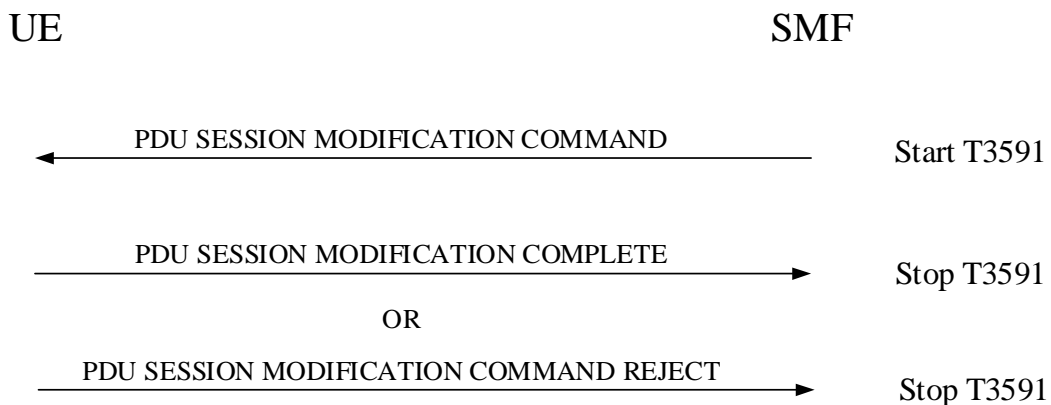 UE SMF
PDU SESSION MODIFICATION COMMAND Start T3591
PDU SESSION MODIFICATION COMPLETE Stop T3591
OR
PDU SESSION MODIFICATION COMMAND REJECT Stop T3591